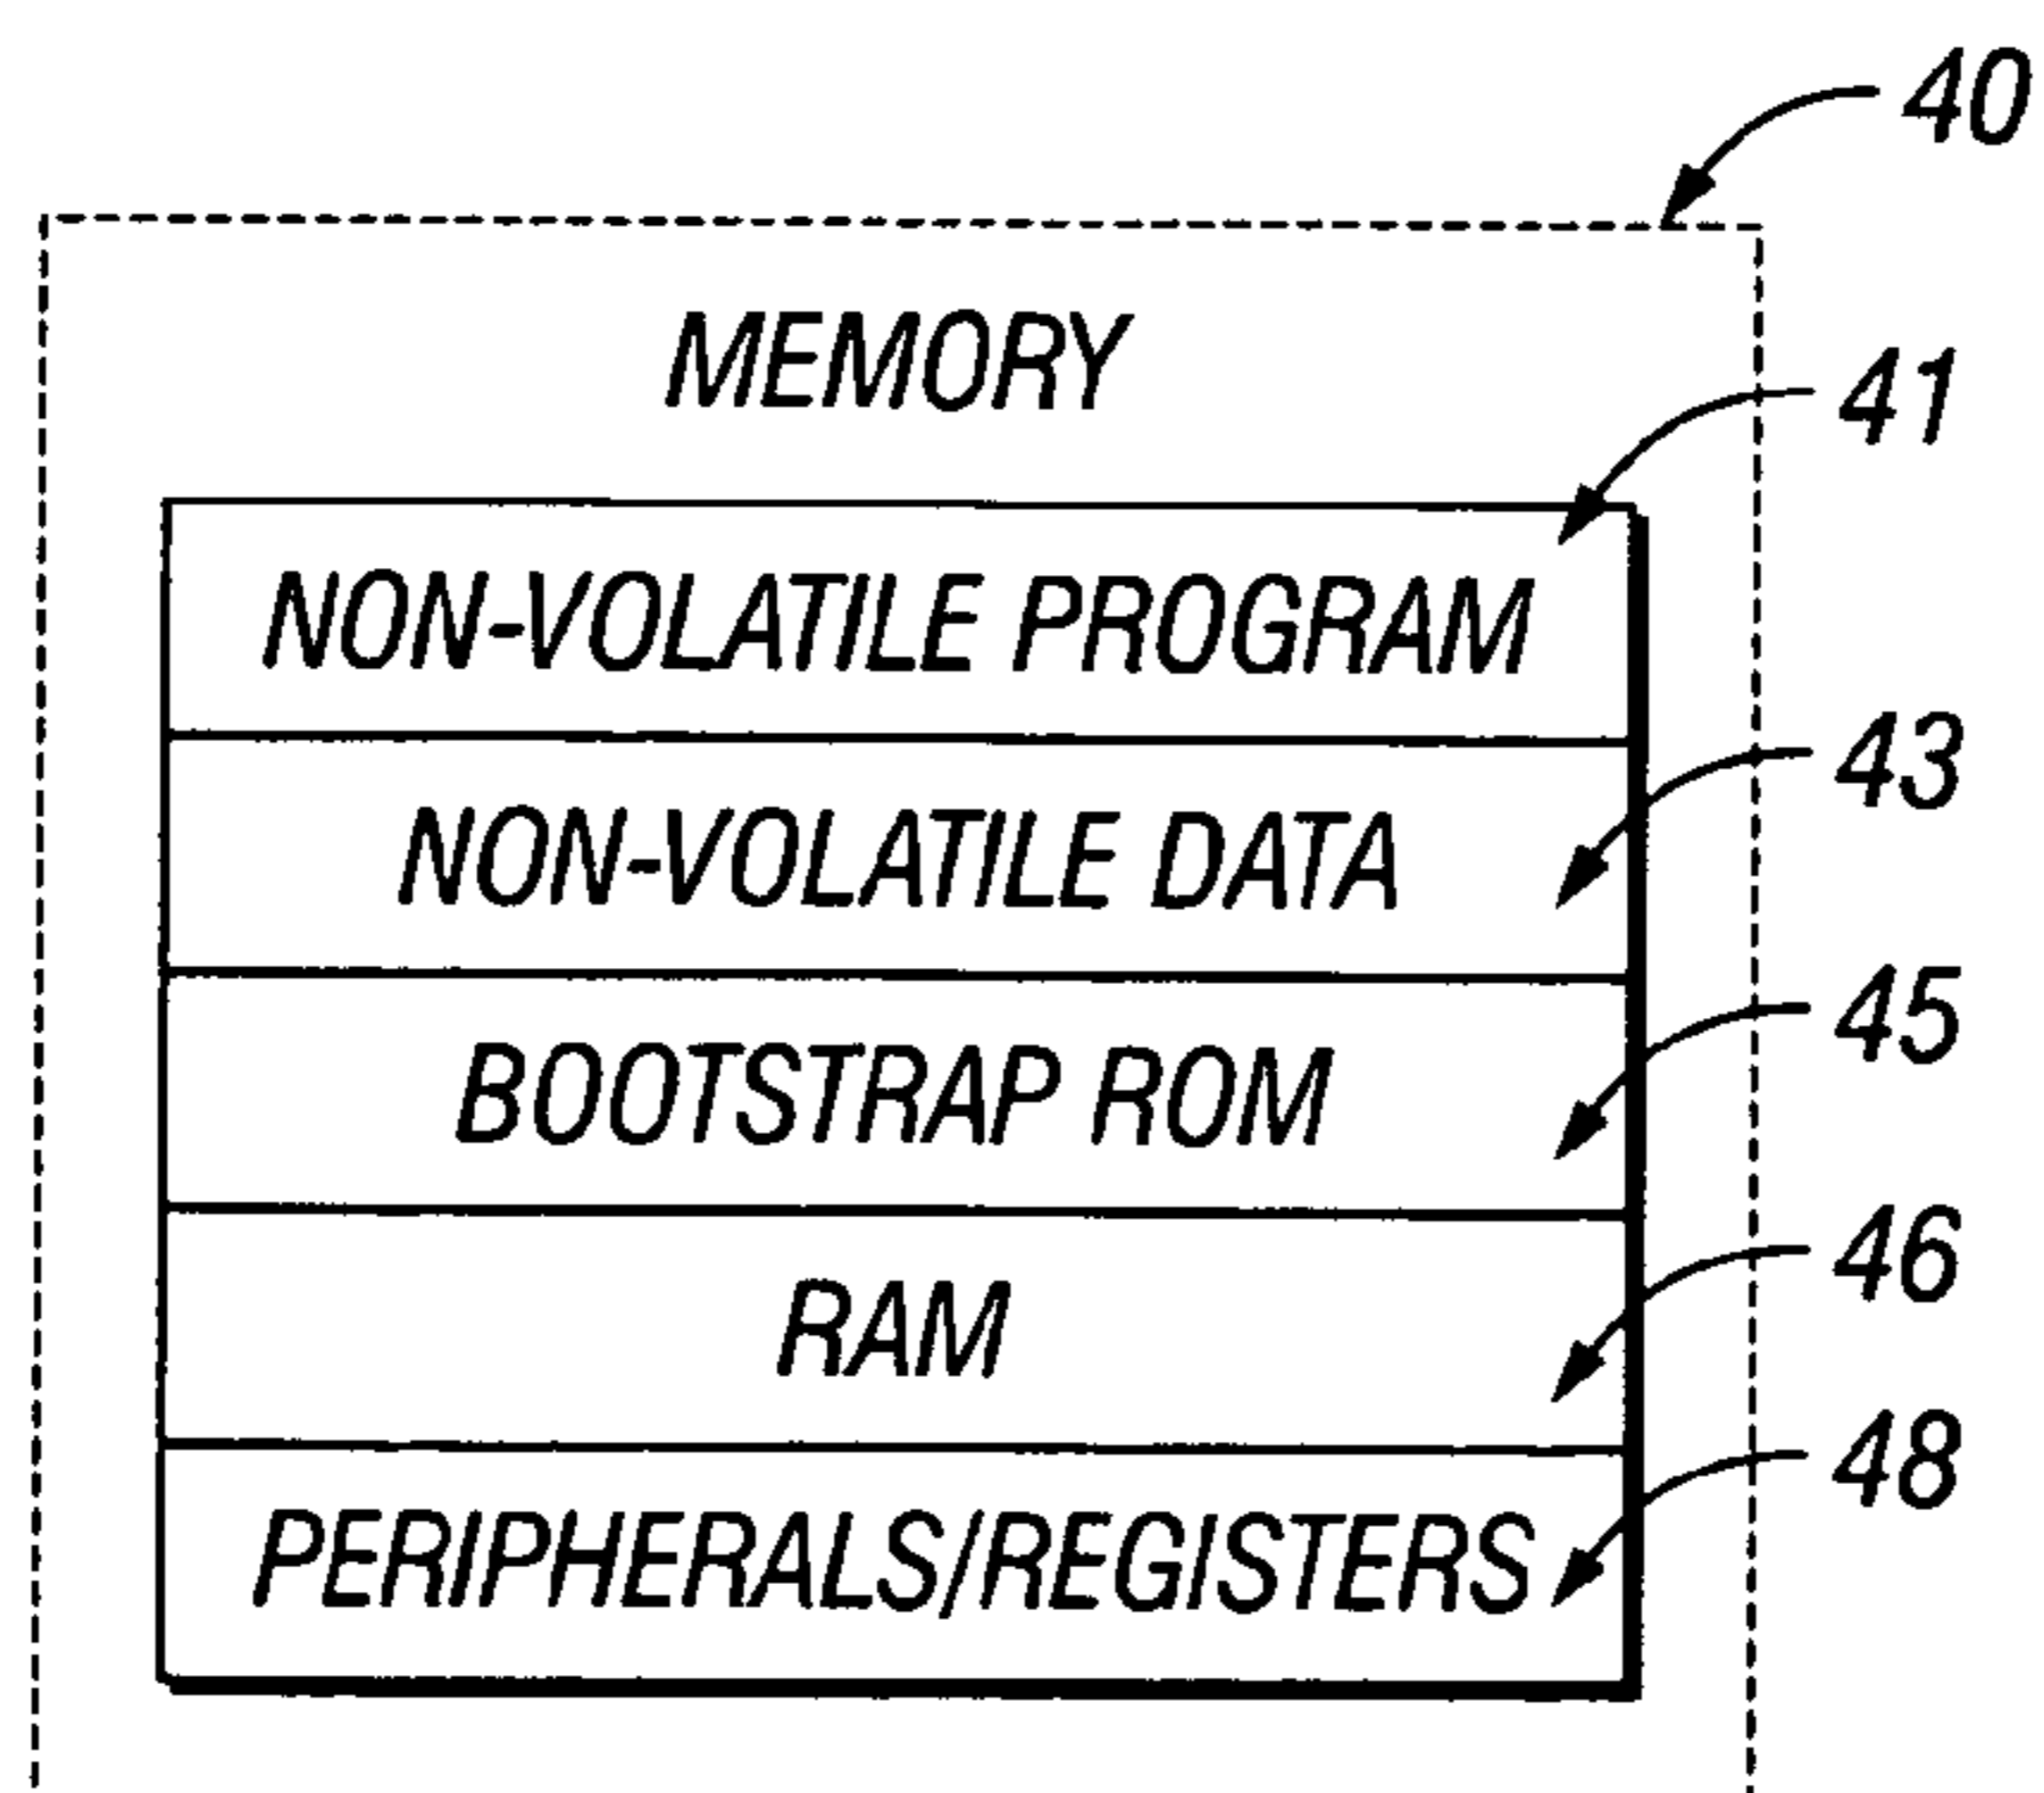 40
MEMORY
41
NON-VOLATILE PROGRAM
43
NON-VOLATILE DATA
45
BOOTSTRAP ROM
46
RAM
48
PERIPHERALS/REGISTERS